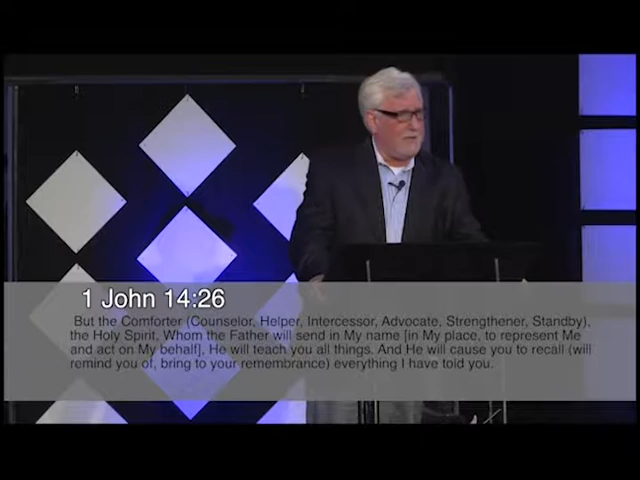 1 John 14:26
But the Comforter (Counselor, Helper, Intercessor, Advocate, Strengthener, Standby),
the Holy Spirit, Whom the Father will send in My name [in My place, to represent Me
and act on My behalf], He will teach you all things. And He will cause you to recall (will
remind you of, bring to your remembrance) everything I have told you.